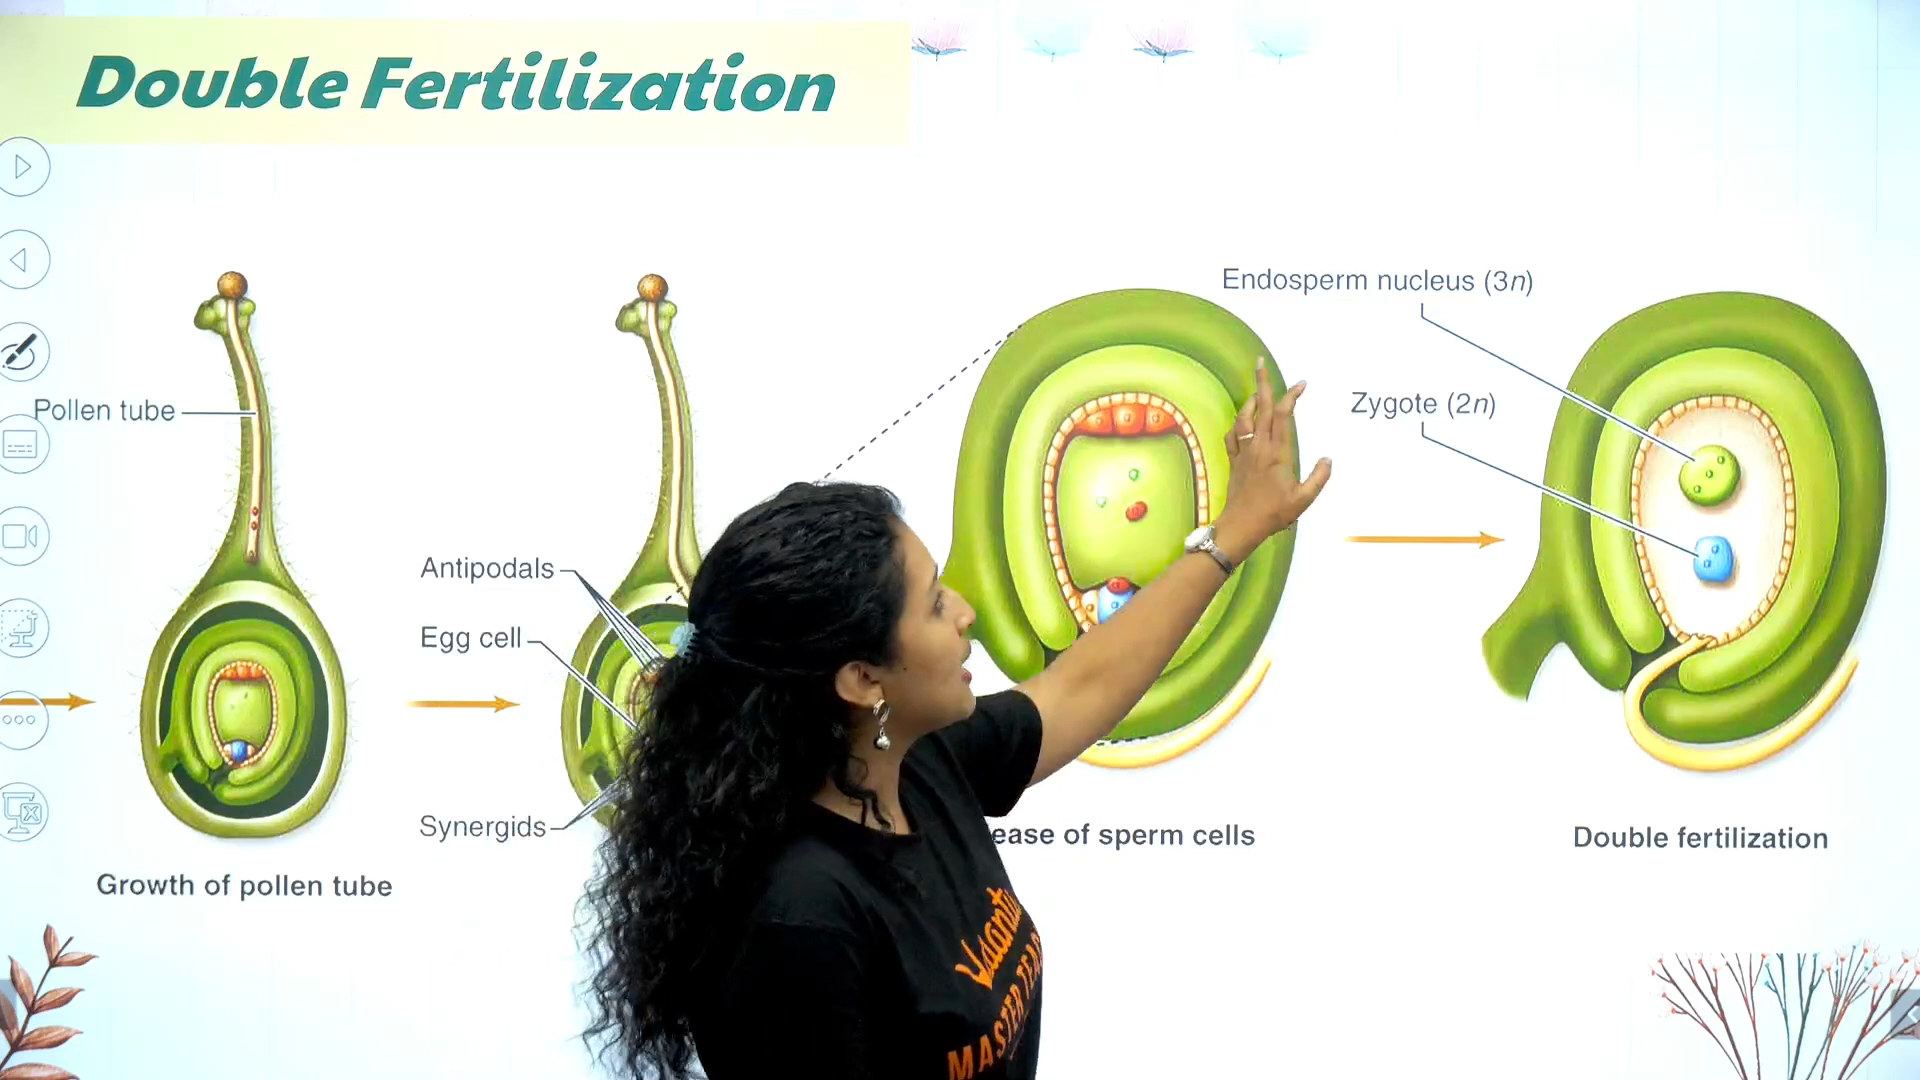 Double Fertilization
Endosperm nucleus (3n)
Zygote (2n)
Pollen tube
Antipodals
Egg cell
Synergids
ease of sperm cells
Double fertilization
Growth of pollen tube
MASTER